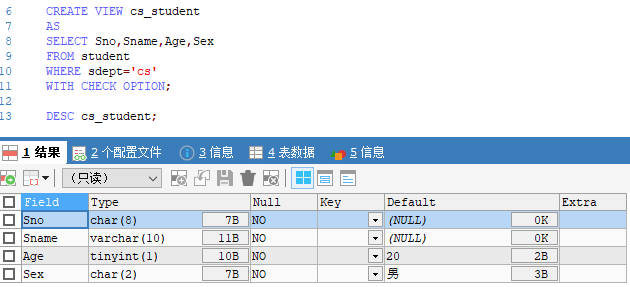 6 CREATE VIEW cs_student
7 AS
8 SELECT Sno,Sname,Age,Sex
9 FROM student
10 WHERE sdept='cs'
11 WITH CHECK OPTION;
12
13 DESC cs_student;
1 结果 2 个配置文件 3 信息 4 表数据 5 信息
(只读)
Field Type Null Key Default Extra
Sno char(8) 7B NO (NULL) 0K
Sname varchar(10) 11B NO (NULL) 0K
Age tinyint(1) 10B NO 20 2B
Sex char(2) 7B NO 男 3B